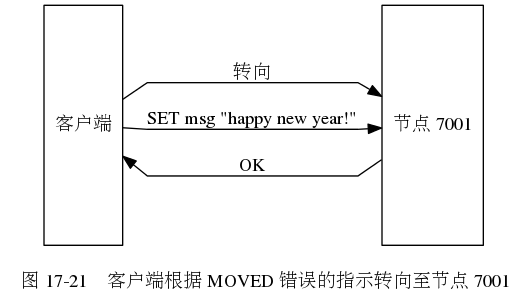 转向
客户端
SET msg "happy new year!"
节点 7001
OK
图 17-21 客户端根据 MOVED 错误的指示转向至节点 7001